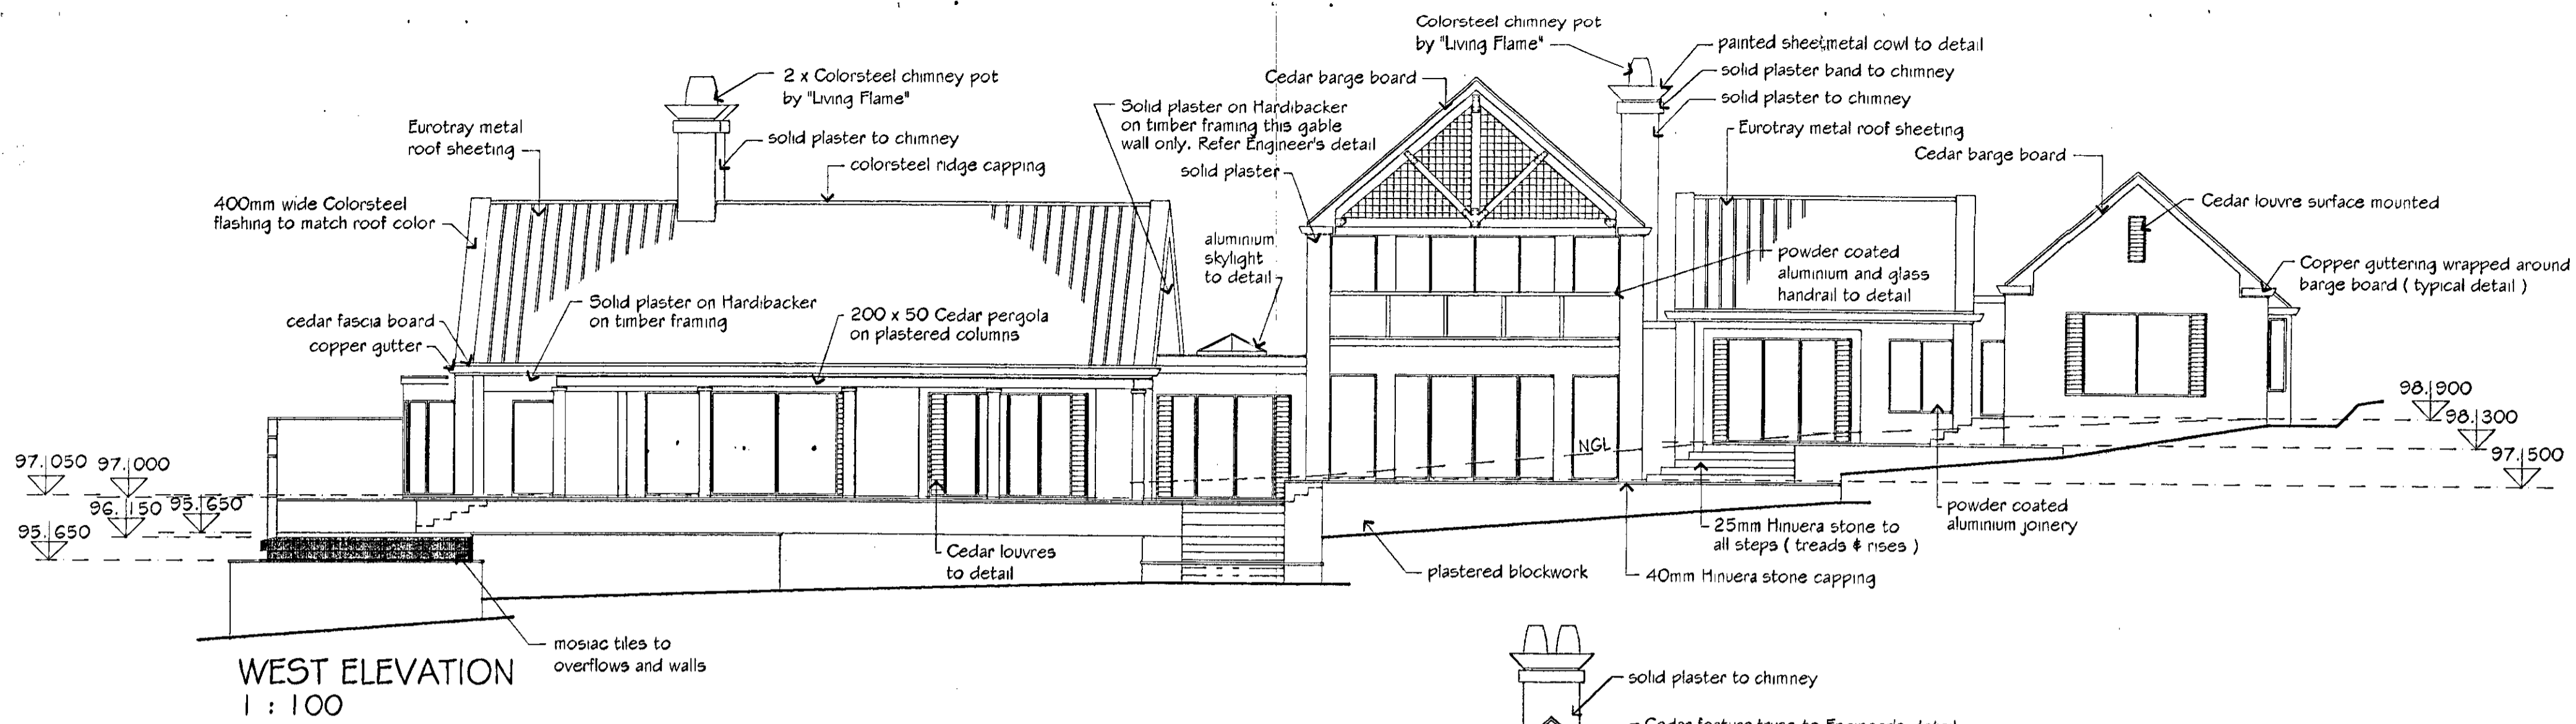 Colorsteel chimney pot
by "Living Flame"
painted sheetmetal cowl to detail
solid plaster band to chimney
solid plaster to chimney
2 x Colorsteel chimney pot
by "Living Flame"
Cedar barge board
Solid plaster on Hardibacker
on timber framing this gable
wall only. Refer Engineer's detail
Eurotray metal
roof sheeting
solid plaster to chimney
colorsteel ridge capping
solid plaster
Eurotray metal roof sheeting
Cedar barge board
400mm wide Colorsteel
flashing to match roof color
Cedar louvre surface mounted
aluminium
skylight
to detail
powder coated
aluminium and glass
handrail to detail
Copper guttering wrapped around
barge board ( typical detail )
Solid plaster on Hardibacker
on timber framing
200 x 50 Cedar pergola
on plastered columns
cedar fascia board
copper gutter
98.900
98.300
97.500
NGL
97.050
97.000
96.150
95.650
95.650
Cedar louvres
to detail
plastered blockwork
25mm Hinuera stone to
all steps ( treads & rises )
40mm Hinuera stone capping
powder coated
aluminium joinery
mosiac tiles to
overflows and walls
WEST ELEVATION
1 : 100
solid plaster to chimney
Cedar feature truss to Engineer's detail